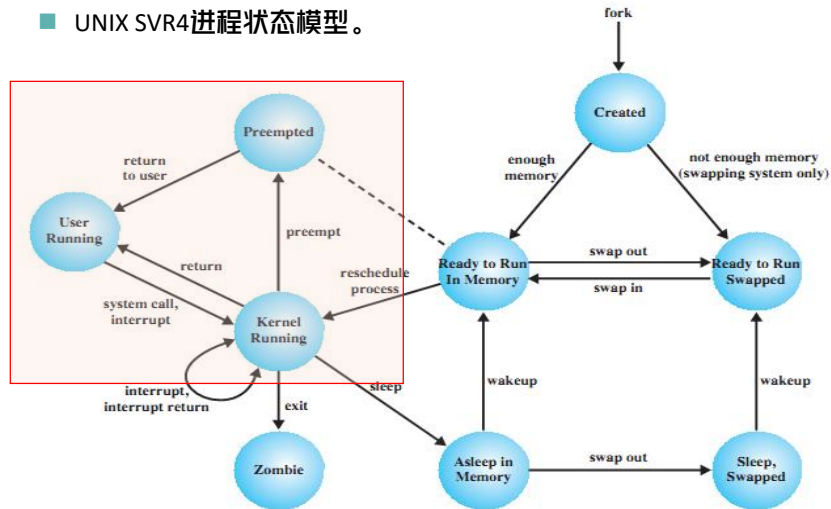 UNIX SVR4进程状态模型。
fork
Created
Preempted
enough
memory
not enough memory
(swapping system only)
return
to user
User
Running
preempt
return
reschedule
process
Ready to Run
In Memory
swap out
swap in
Ready to Run
Swapped
system call,
interrupt
Kernel
Running
interrupt,
interrupt return
sleep
exit
wakeup
wakeup
Zombie
Asleep in
Memory
swap out
Sleep,
Swapped